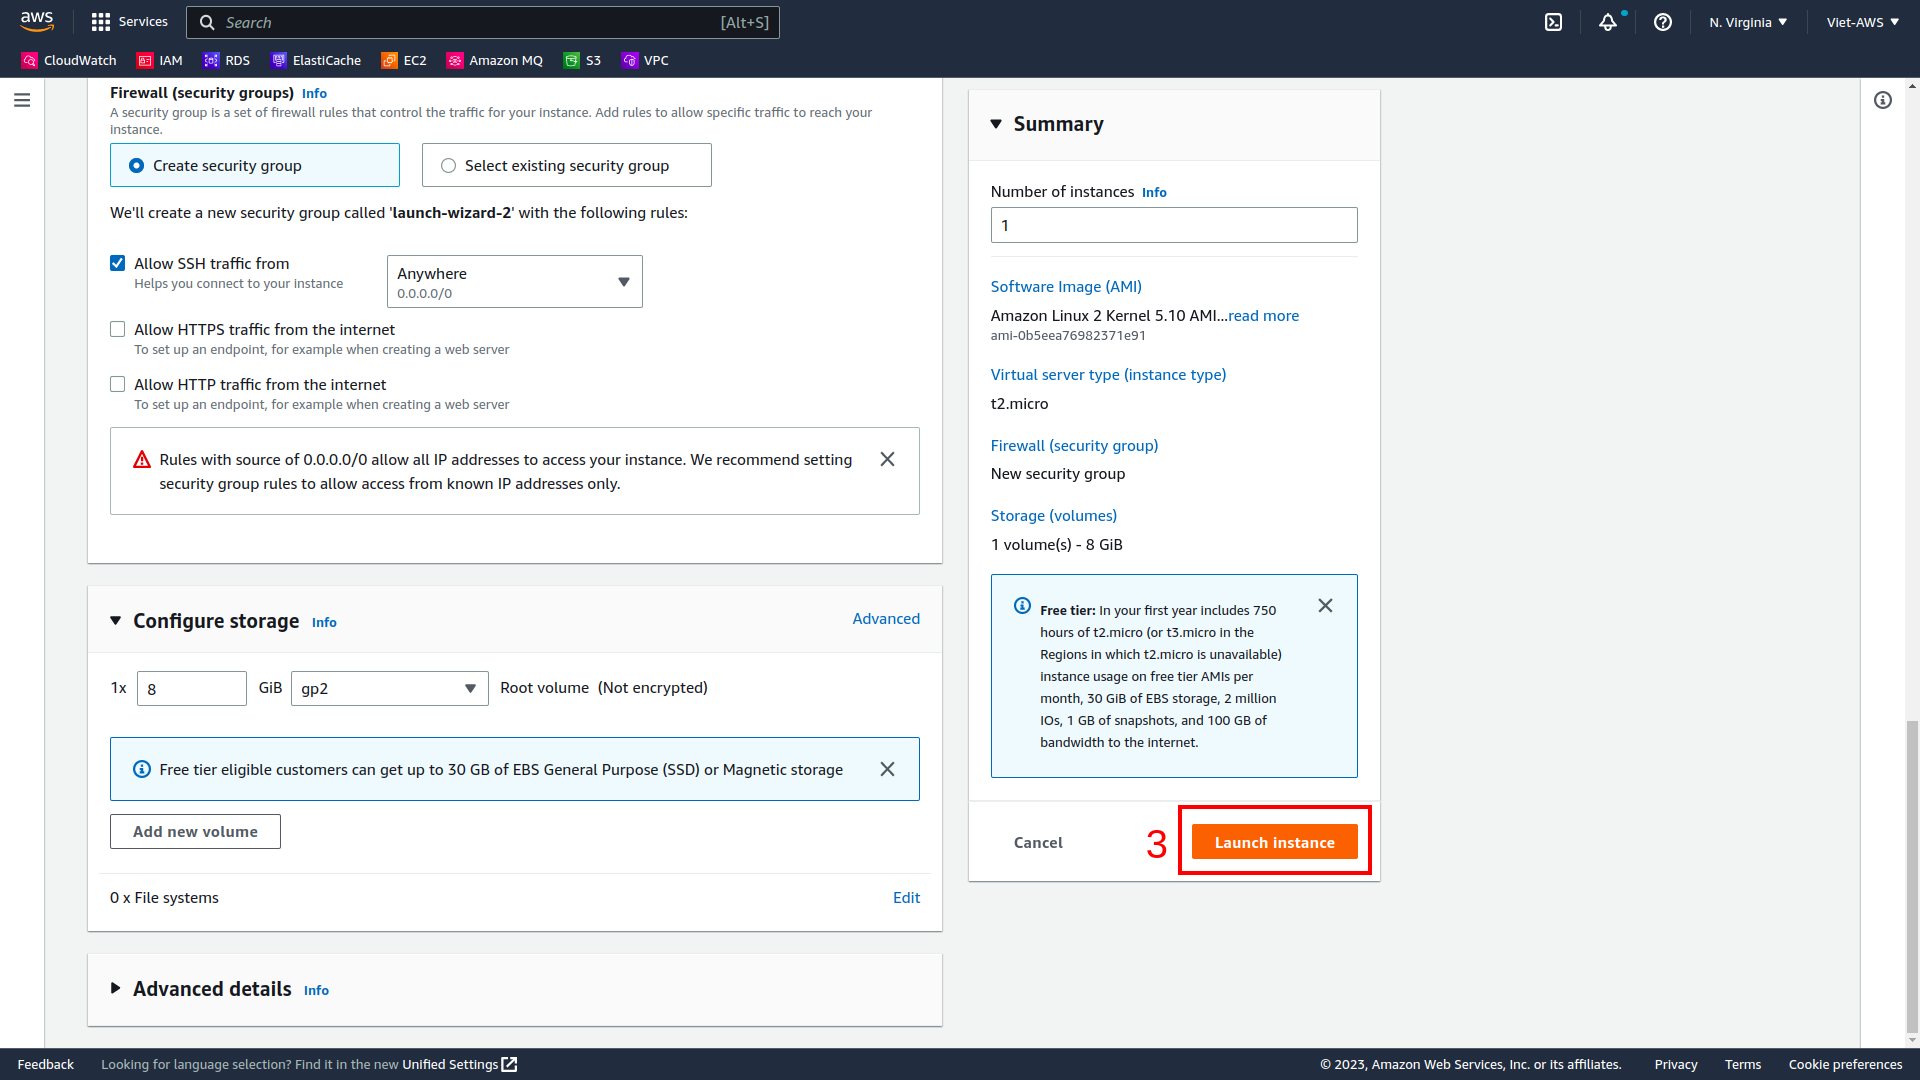 aws
Services
Search
[Alt+S]
N. Virginia
Viet-AWS
CloudWatch
IAM
RDS
ElastiCache
EC2
Amazon MQ
S3
VPC
Firewall (security groups) Info
A security group is a set of firewall rules that control the traffic for your instance. Add rules to allow specific traffic to reach your
instance.
Create security group
Select existing security group
We'll create a new security group called 'launch-wizard-2' with the following rules:
Allow SSH traffic from
Helps you connect to your instance
Anywhere
0.0.0.0/0
Allow HTTPS traffic from the internet
To set up an endpoint, for example when creating a web server
Allow HTTP traffic from the internet
To set up an endpoint, for example when creating a web server
Rules with source of 0.0.0.0/0 allow all IP addresses to access your instance. We recommend setting
security group rules to allow access from known IP addresses only.
Configure storage Info
Advanced
1x
8
GiB
gp2
Root volume (Not encrypted)
Free tier eligible customers can get up to 30 GB of EBS General Purpose (SSD) or Magnetic storage
Add new volume
0 x File systems
Edit
Advanced details Info
Summary
Number of instances Info
1
Software Image (AMI)
Amazon Linux 2 Kernel 5.10 AMI...read more
ami-0b5eea76982371e91
Virtual server type (instance type)
t2.micro
Firewall (security group)
New security group
Storage (volumes)
1 volume(s) - 8 GiB
Free tier: In your first year includes 750
hours of t2.micro (or t3.micro in the
Regions in which t2.micro is unavailable)
instance usage on free tier AMIs per
month, 30 GiB of EBS storage, 2 million
IOs, 1 GB of snapshots, and 100 GB of
bandwidth to the internet.
Cancel
3
Launch instance
Feedback
Looking for language selection? Find it in the new Unified Settings
© 2023, Amazon Web Services, Inc. or its affiliates.
Privacy
Terms
Cookie preferences